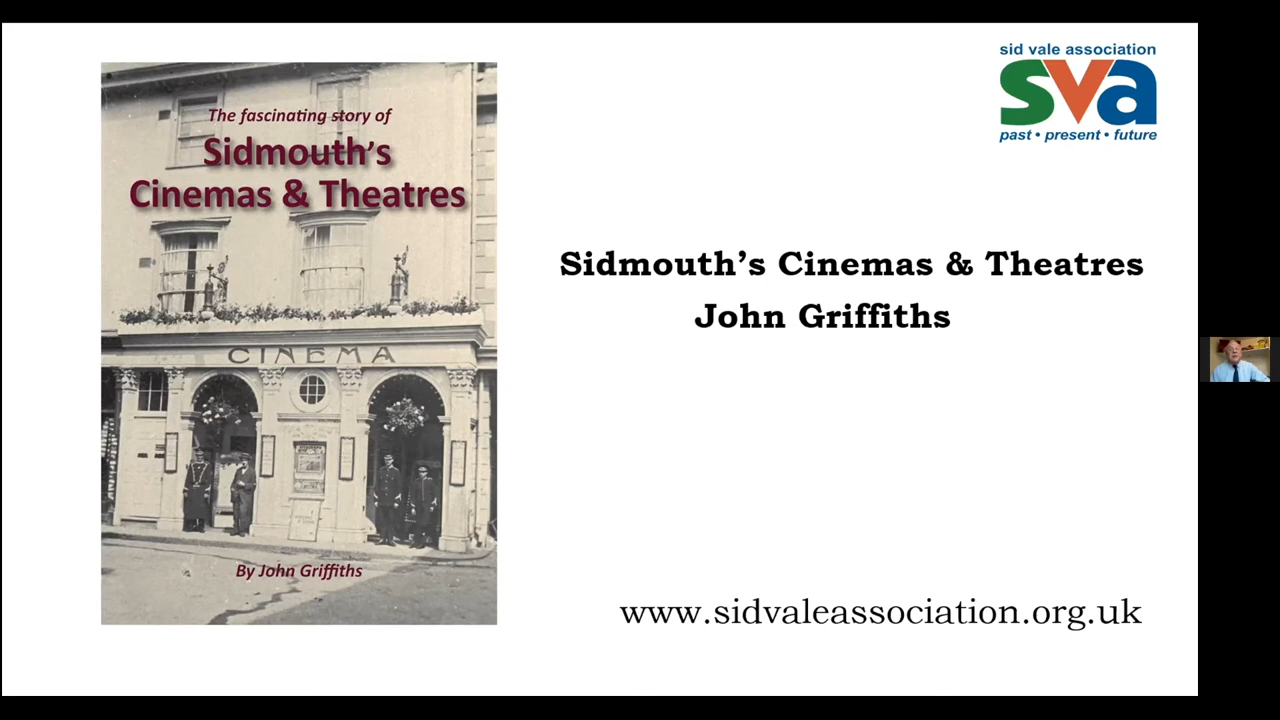 The fascinating story of
Sidmouth's
Cinemas & Theatres
CINEMA
By John Griffiths
sid vale association
sva
past • present • future
Sidmouth's Cinemas & Theatres
John Griffiths
www.sidvaleassociation.org.uk